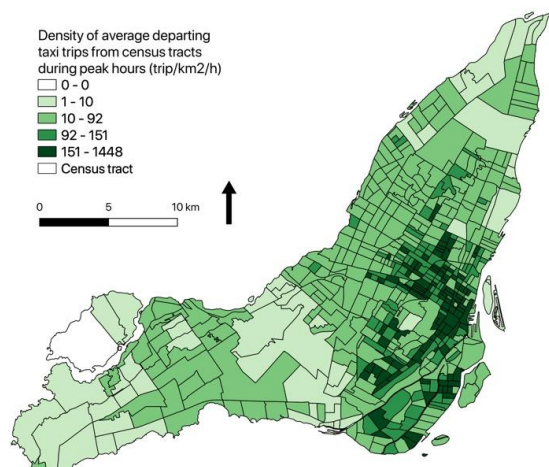 Density of average departing
taxi trips from census tracts
during peak hours (trip/km2/h)
0 - 0
1 - 10
10 - 92
92 - 151
151 - 1448
Census tract
0 5 10 km